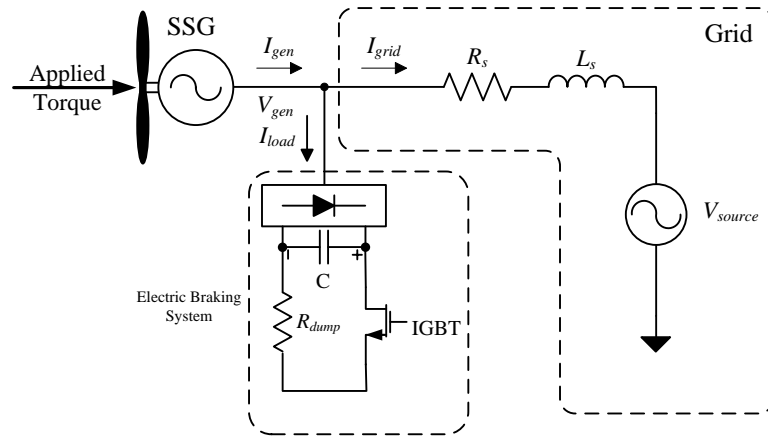 SSG
Grid
I_gen
I_grid
R_s
L_s
Applied
Torque
V_gen
I_load
V_source
C
Electric Braking
System
R_dump
IGBT